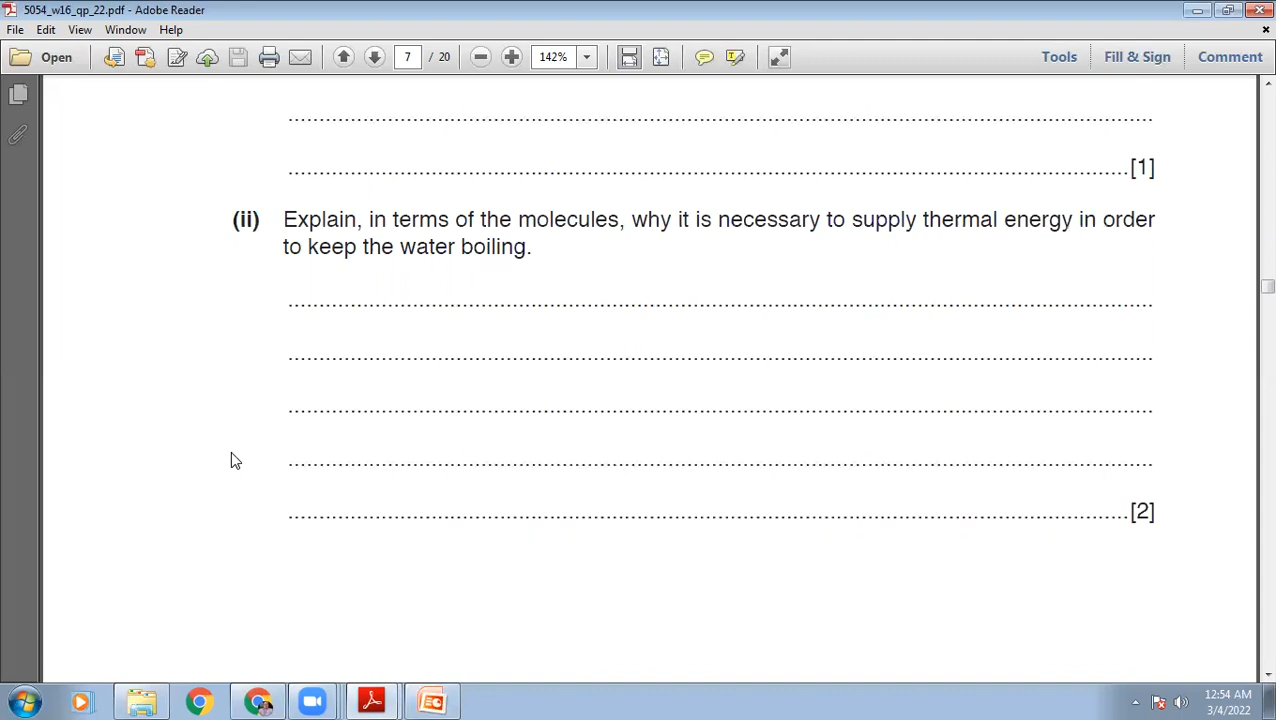 5054_w16_qp_22.pdf - Adobe Reader
File Edit View Window Help
Open 7 / 20 142% Tools Fill & Sign Comment
[1]
(ii) Explain, in terms of the molecules, why it is necessary to supply thermal energy in order
to keep the water boiling.
[2]
12:54 AM
3/4/2022